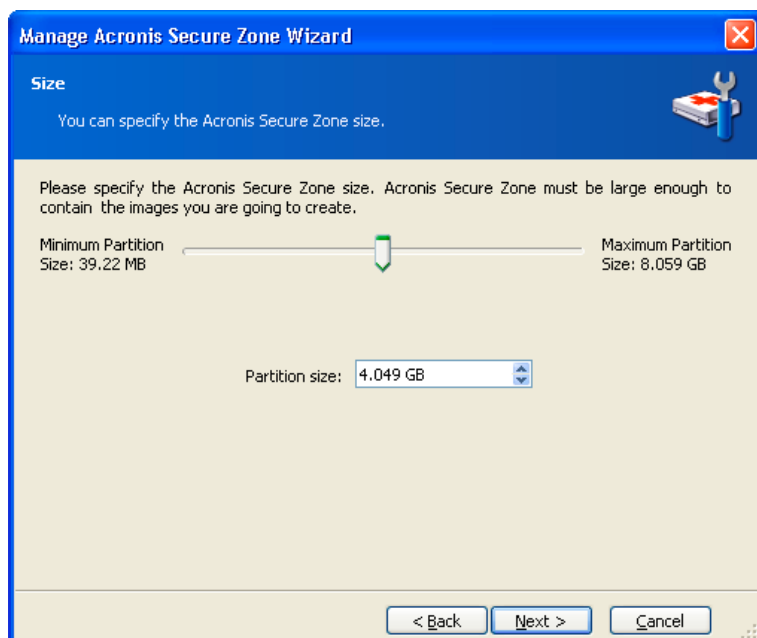 Manage Acronis Secure Zone Wizard
Size
You can specify the Acronis Secure Zone size.
Please specify the Acronis Secure Zone size. Acronis Secure Zone must be large enough to
contain the images you are going to create.
Minimum Partition
Size: 39.22 MB
Maximum Partition
Size: 8.059 GB
Partition size:
4.049 GB
< Back
Next >
Cancel